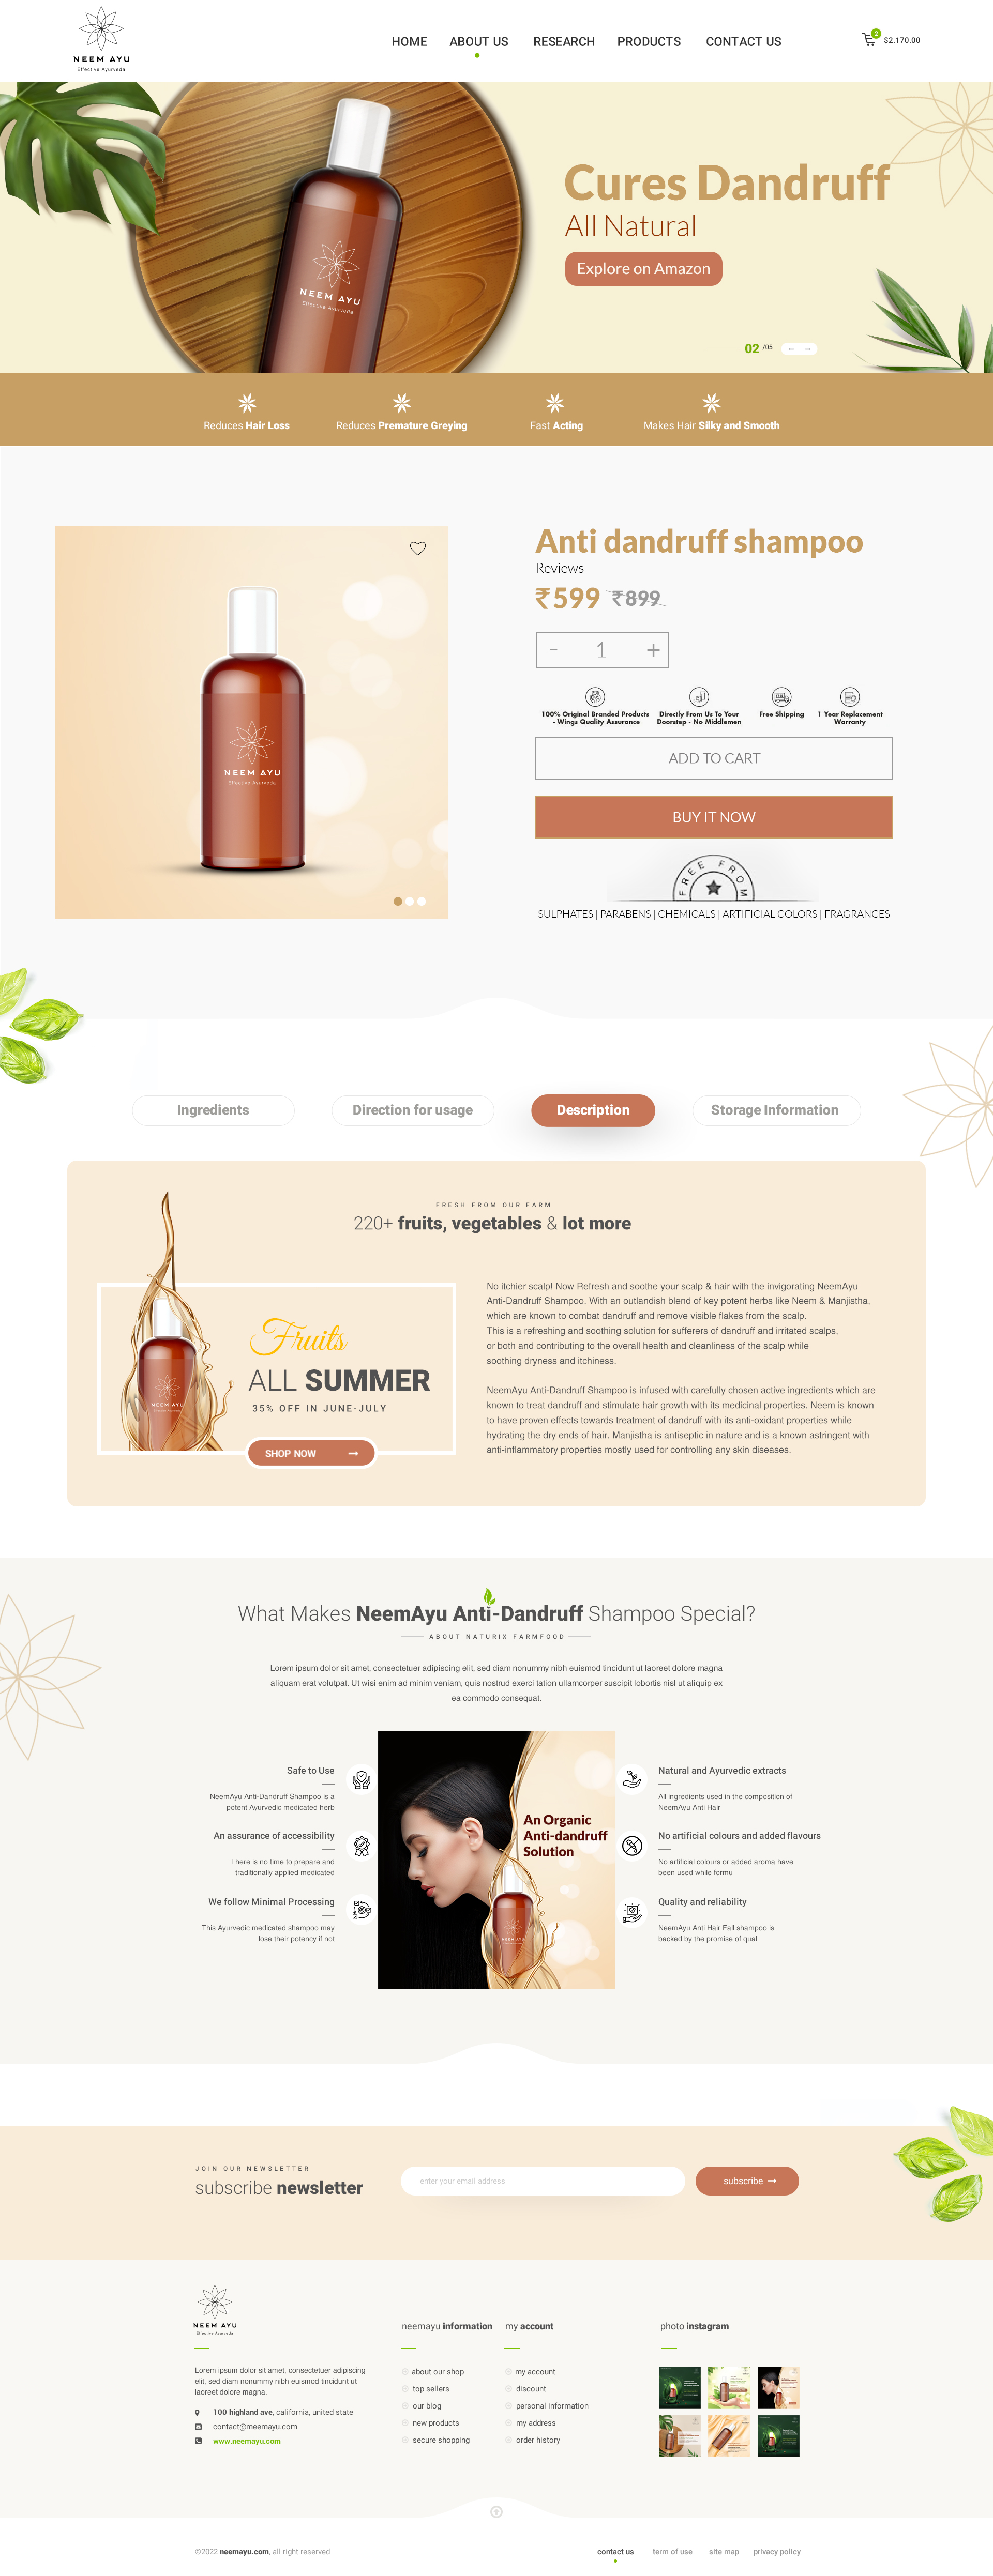 NEEM AYU
Effective Ayurveda
HOME ABOUT US RESEARCH PRODUCTS CONTACT US
2
$2.170.00
NEEM AYU
Effective Ayurveda
Cures Dandruff
All Natural
Explore on Amazon
02 /05
Reduces Hair Loss
Reduces Premature Greying
Fast Acting
Makes Hair Silky and Smooth
NEEM AYU
Effective Ayurveda
Anti dandruff shampoo
Reviews
₹599 ₹899
- 1 +
100% Original Branded Products
- Wings Quality Assurance
Directly From Us To Your
Doorstep - No Middlemen
Free Shipping
1 Year Replacement
Warranty
ADD TO CART
BUY IT NOW
FREE FROM
SULPHATES | PARABENS | CHEMICALS | ARTIFICIAL COLORS | FRAGRANCES
Ingredients
Direction for usage
Description
Storage Information
FRESH FROM OUR FARM
220+ fruits, vegetables & lot more
NEEM AYU
Fruits
ALL SUMMER
35% OFF IN JUNE-JULY
SHOP NOW
No itchier scalp! Now Refresh and soothe your scalp & hair with the invigorating NeemAyu
Anti-Dandruff Shampoo. With an outlandish blend of key potent herbs like Neem & Manjistha,
which are known to combat dandruff and remove visible flakes from the scalp.
This is a refreshing and soothing solution for sufferers of dandruff and irritated scalps,
or both and contributing to the overall health and cleanliness of the scalp while
soothing dryness and itchiness.
NeemAyu Anti-Dandruff Shampoo is infused with carefully chosen active ingredients which are
known to treat dandruff and stimulate hair growth with its medicinal properties. Neem is known
to have proven effects towards treatment of dandruff with its anti-oxidant properties while
hydrating the dry ends of hair. Manjistha is antiseptic in nature and is a known astringent with
anti-inflammatory properties mostly used for controlling any skin diseases.
What Makes NeemAyu Anti-Dandruff Shampoo Special?
ABOUT NATURIX FARMFOOD
Lorem ipsum dolor sit amet, consectetuer adipiscing elit, sed diam nonummy nibh euismod tincidunt ut laoreet dolore magna
aliquam erat volutpat. Ut wisi enim ad minim veniam, quis nostrud exerci tation ullamcorper suscipit lobortis nisl ut aliquip ex
ea commodo consequat.
Safe to Use
NeemAyu Anti-Dandruff Shampoo is a
potent Ayurvedic medicated herb
An assurance of accessibility
There is no time to prepare and
traditionally applied medicated
We follow Minimal Processing
This Ayurvedic medicated shampoo may
lose their potency if not
An Organic
Anti-dandruff
Solution
NEEM AYU
Natural and Ayurvedic extracts
All ingredients used in the composition of
NeemAyu Anti Hair
No artificial colours and added flavours
No artificial colours or added aroma have
been used while formu
Quality and reliability
NeemAyu Anti Hair Fall shampoo is
backed by the promise of qual
JOIN OUR NEWSLETTER
subscribe newsletter
enter your amail address
subscribe
NEEM AYU
Effective Ayurveda
Lorem ipsum dolor sit amet, consectetuer adipiscing
elit, sed diam nonummy nibh euismod tincidunt ut
laoreet dolore magna.
100 highland ave, california, united state
contact@meemayu.com
www.neemayu.com
neemayu information
about our shop
top sellers
our blog
new products
secure shopping
my account
my account
discount
personal information
my address
order history
photo instagram
©2022 neemayu.com, all right reserved
contact us term of use site map privacy policy